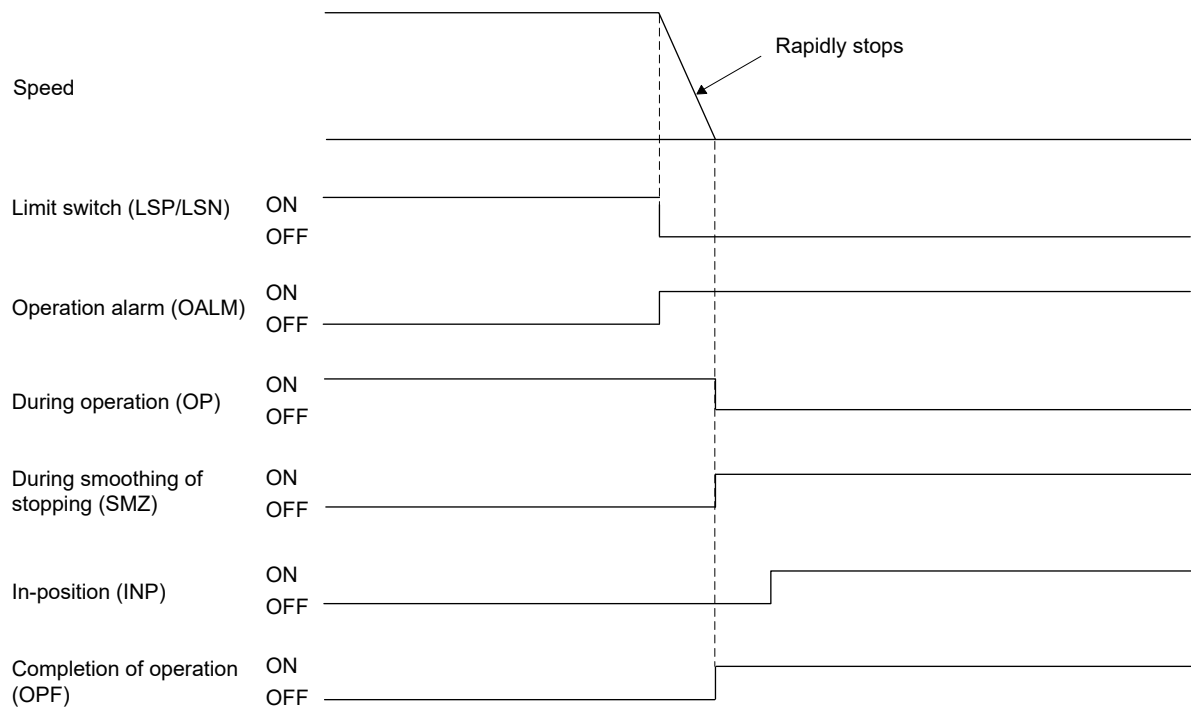 Rapidly stops
Speed
Limit switch (LSP/LSN)
ON
OFF
Operation alarm (OALM)
ON
OFF
During operation (OP)
ON
OFF
During smoothing of
stopping (SMZ)
ON
OFF
In-position (INP)
ON
OFF
Completion of operation
(OPF)
ON
OFF